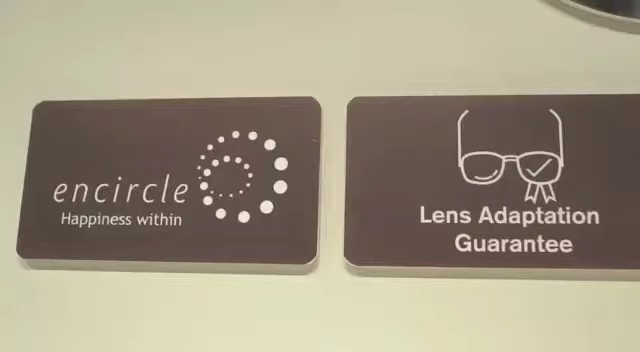 encircle
Happiness within
Lens Adaptation
Guarantee